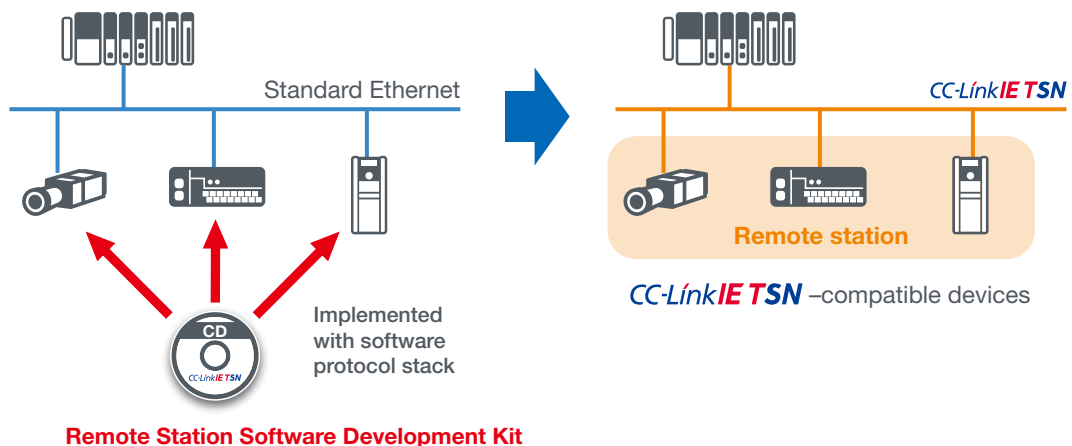 Standard Ethernet
CD
CC-Link IE TSN
Implemented
with software
protocol stack
Remote Station Software Development Kit
CC-Link IE TSN
Remote station
CC-Link IE TSN –compatible devices